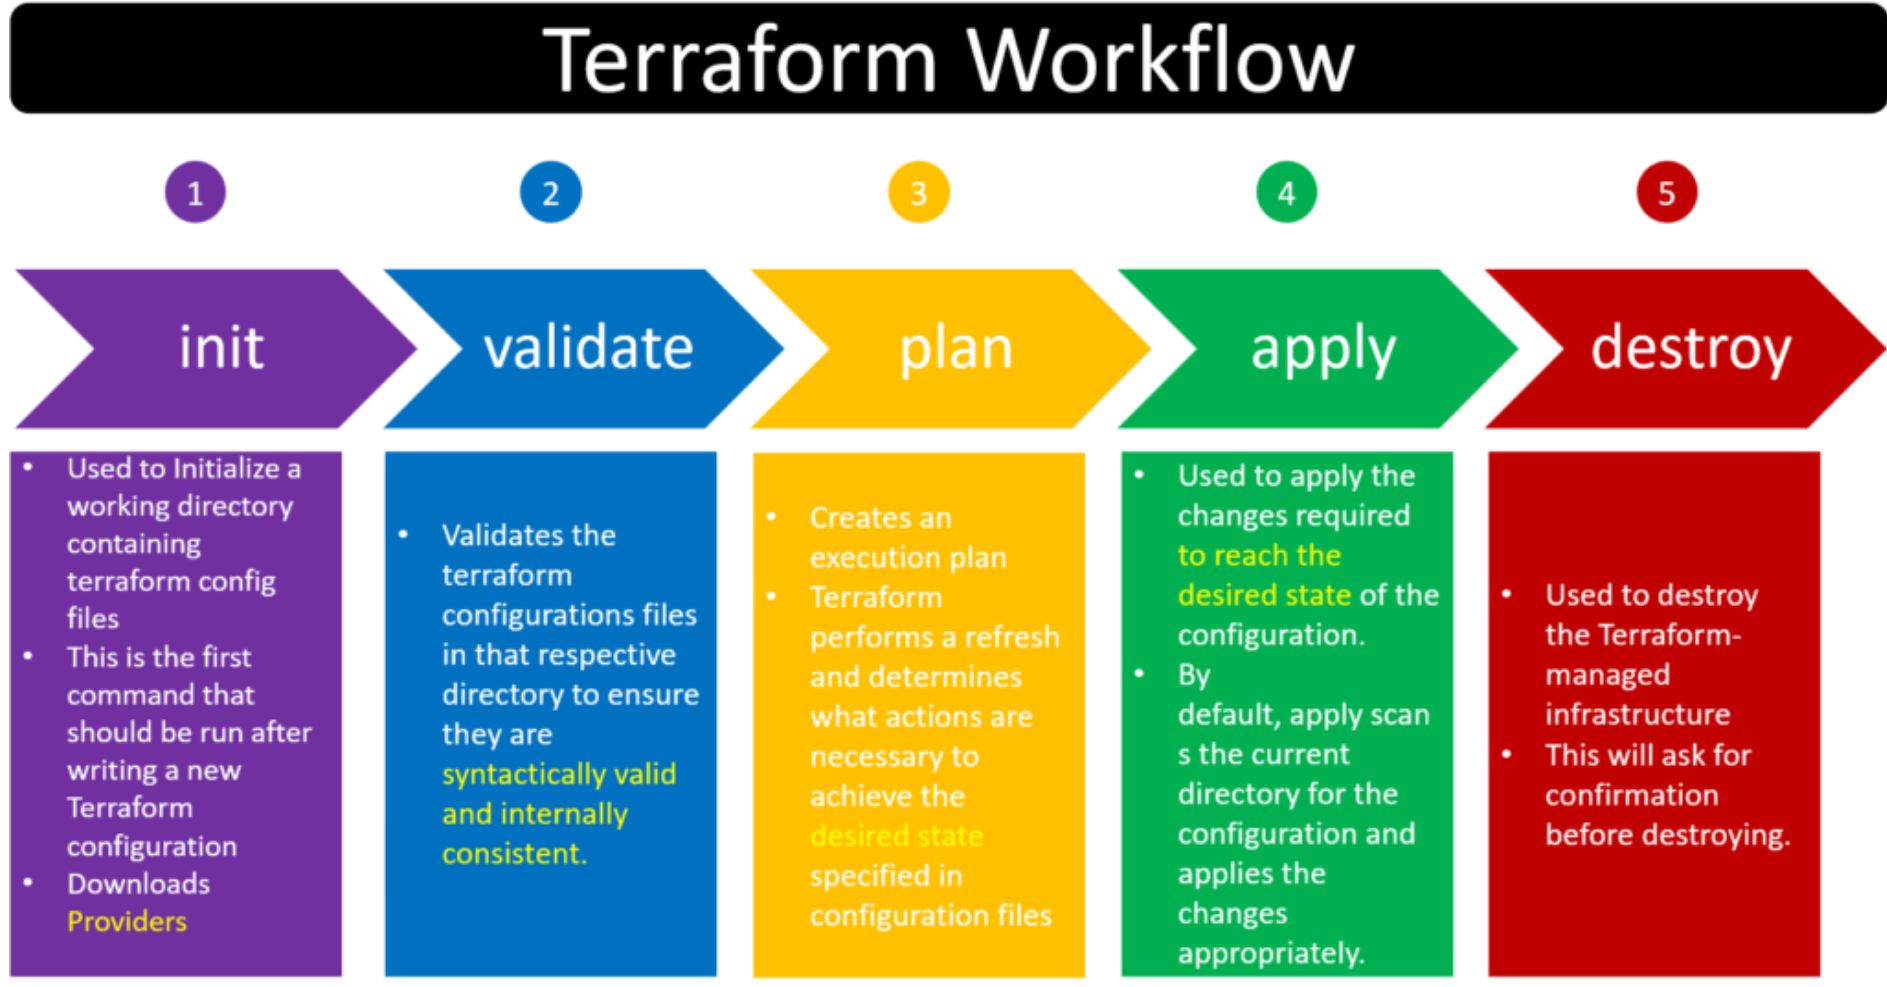 Terraform Workflow
1
2
3
4
5
init
validate
plan
apply
destroy
• Used to Initialize a
working directory
containing
terraform config
files
• This is the first
command that
should be run after
writing a new
Terraform
configuration
• Downloads
Providers
• Validates the
terraform
configurations files
in that respective
directory to ensure
they are
syntactically valid
and internally
consistent.
• Creates an
execution plan
• Terraform
performs a refresh
and determines
what actions are
necessary to
achieve the
desired state
specified in
configuration files
• Used to apply the
changes required
to reach the
desired state of the
configuration.
• By
default, apply scan
s the current
directory for the
configuration and
applies the
changes
appropriately.
• Used to destroy
the Terraform-
managed
infrastructure
• This will ask for
confirmation
before destroying.